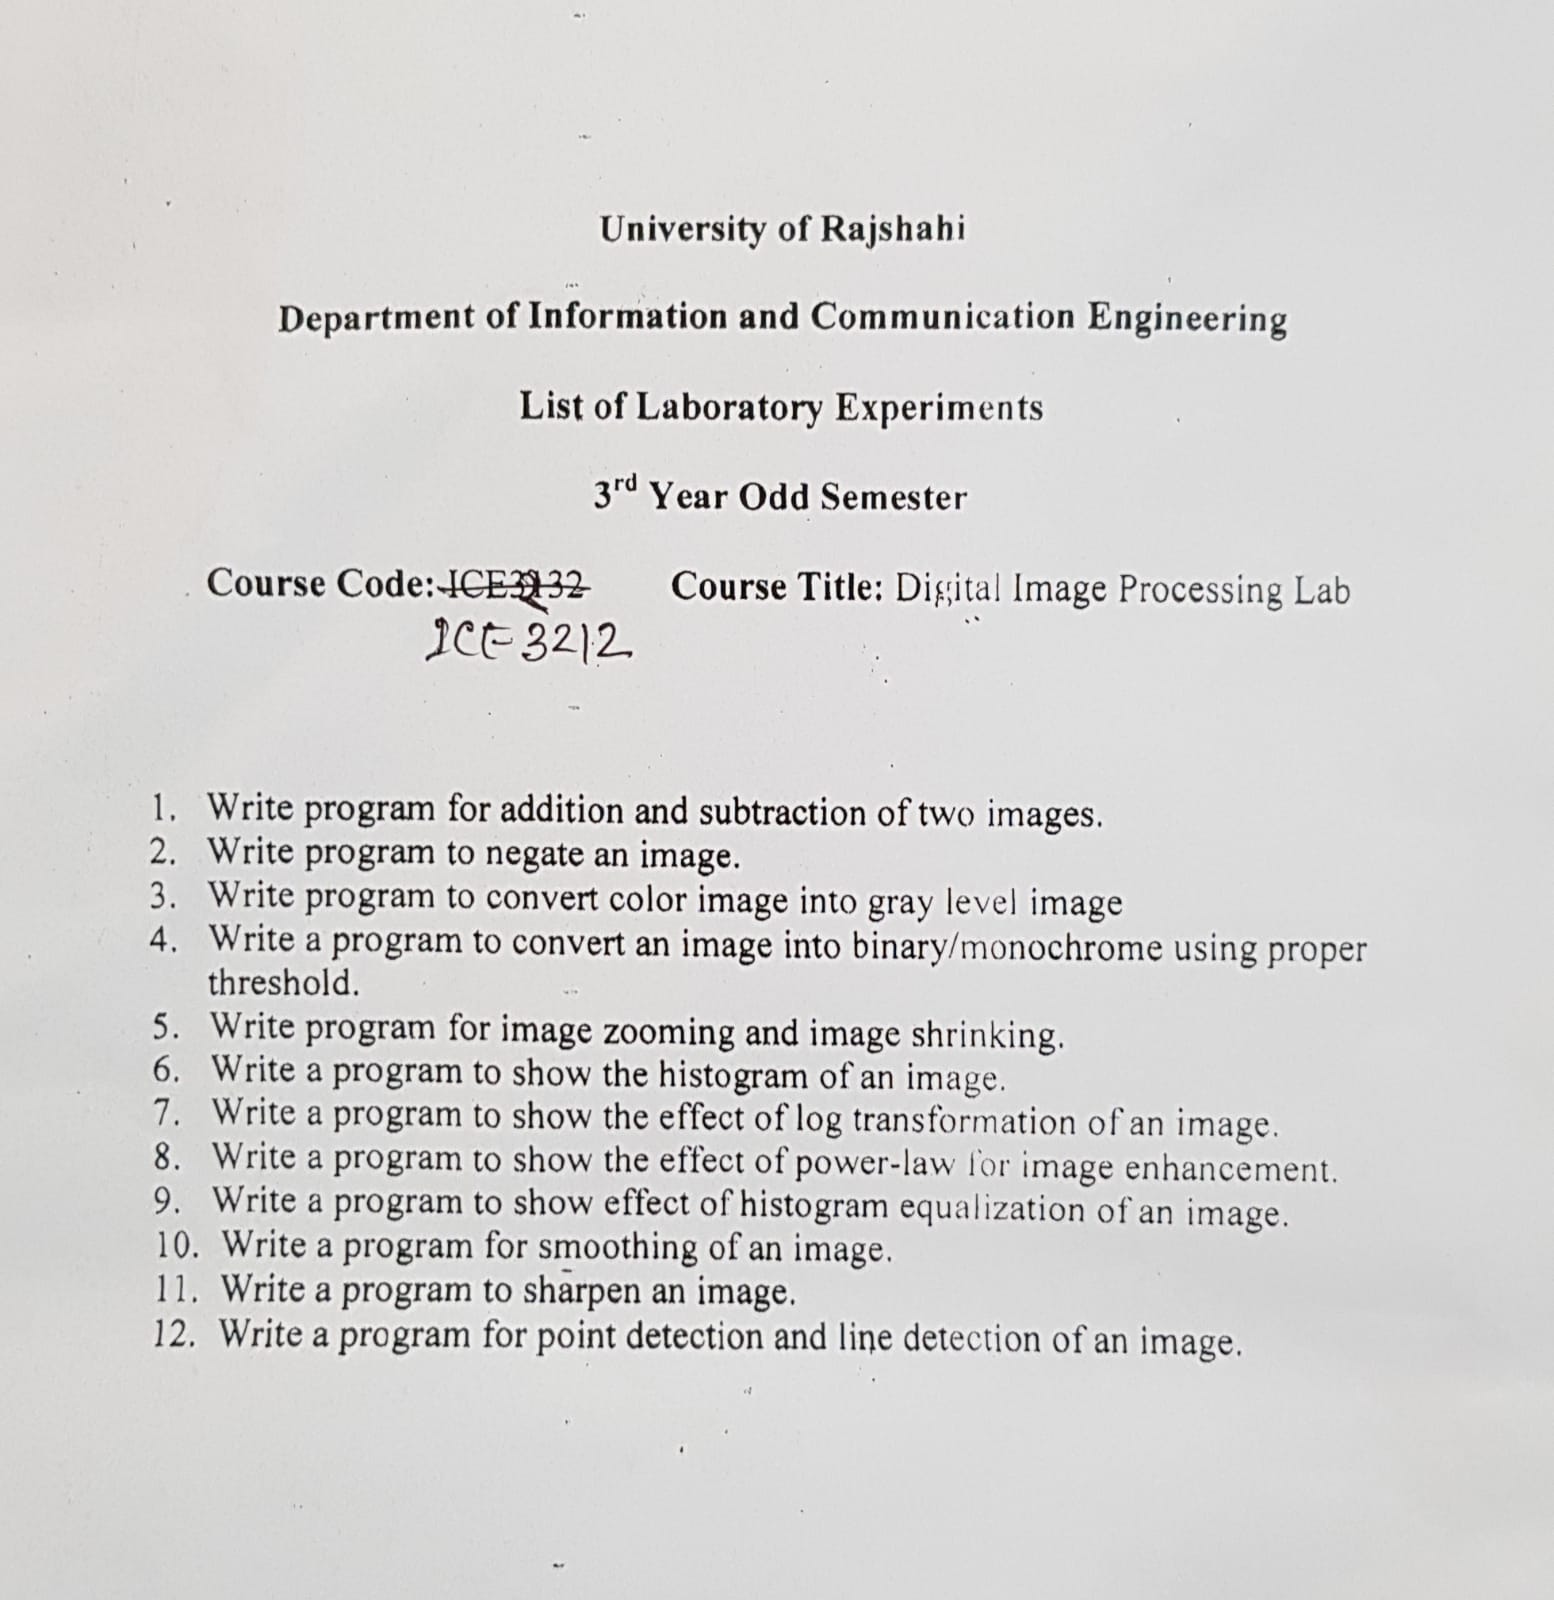 University of Rajshahi
Department of Information and Communication Engineering
List of Laboratory Experiments
3rd Year Odd Semester
Course Code: Course Title: Digital Image Processing Lab
ICE 3212
1. Write program for addition and subtraction of two images.
2. Write program to negate an image.
3. Write program to convert color image into gray level image
4. Write a program to convert an image into binary/monochrome using proper
threshold.
5. Write program for image zooming and image shrinking.
6. Write a program to show the histogram of an image.
7. Write a program to show the effect of log transformation of an image.
8. Write a program to show the effect of power-law for image enhancement.
9. Write a program to show effect of histogram equalization of an image.
10. Write a program for smoothing of an image.
11. Write a program to sharpen an image.
12. Write a program for point detection and line detection of an image.